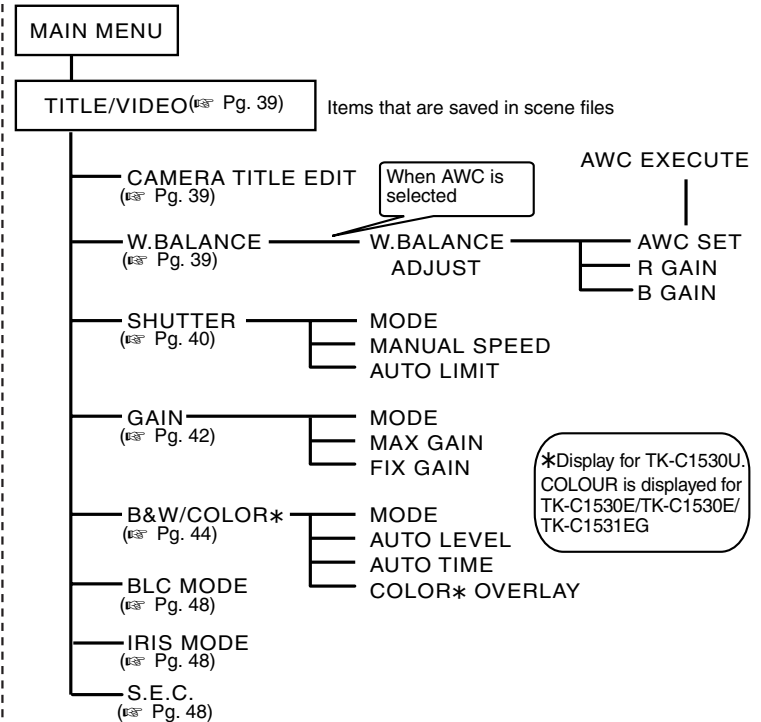 MAIN MENU
TITLE/VIDEO(☞ Pg. 39) Items that are saved in scene files
CAMERA TITLE EDIT
(☞ Pg. 39)
When AWC is
selected
AWC EXECUTE
W.BALANCE
(☞ Pg. 39)
W.BALANCE
ADJUST
AWC SET
R GAIN
B GAIN
SHUTTER
(☞ Pg. 40)
MODE
MANUAL SPEED
AUTO LIMIT
GAIN
(☞ Pg. 42)
MODE
MAX GAIN
FIX GAIN
*Display for TK-C1530U.
COLOUR is displayed for
TK-C1530E/TK-C1530E/
TK-C1531EG
B&W/COLOR*
(☞ Pg. 44)
MODE
AUTO LEVEL
AUTO TIME
COLOR* OVERLAY
BLC MODE
(☞ Pg. 48)
IRIS MODE
(☞ Pg. 48)
S.E.C.
(☞ Pg. 48)